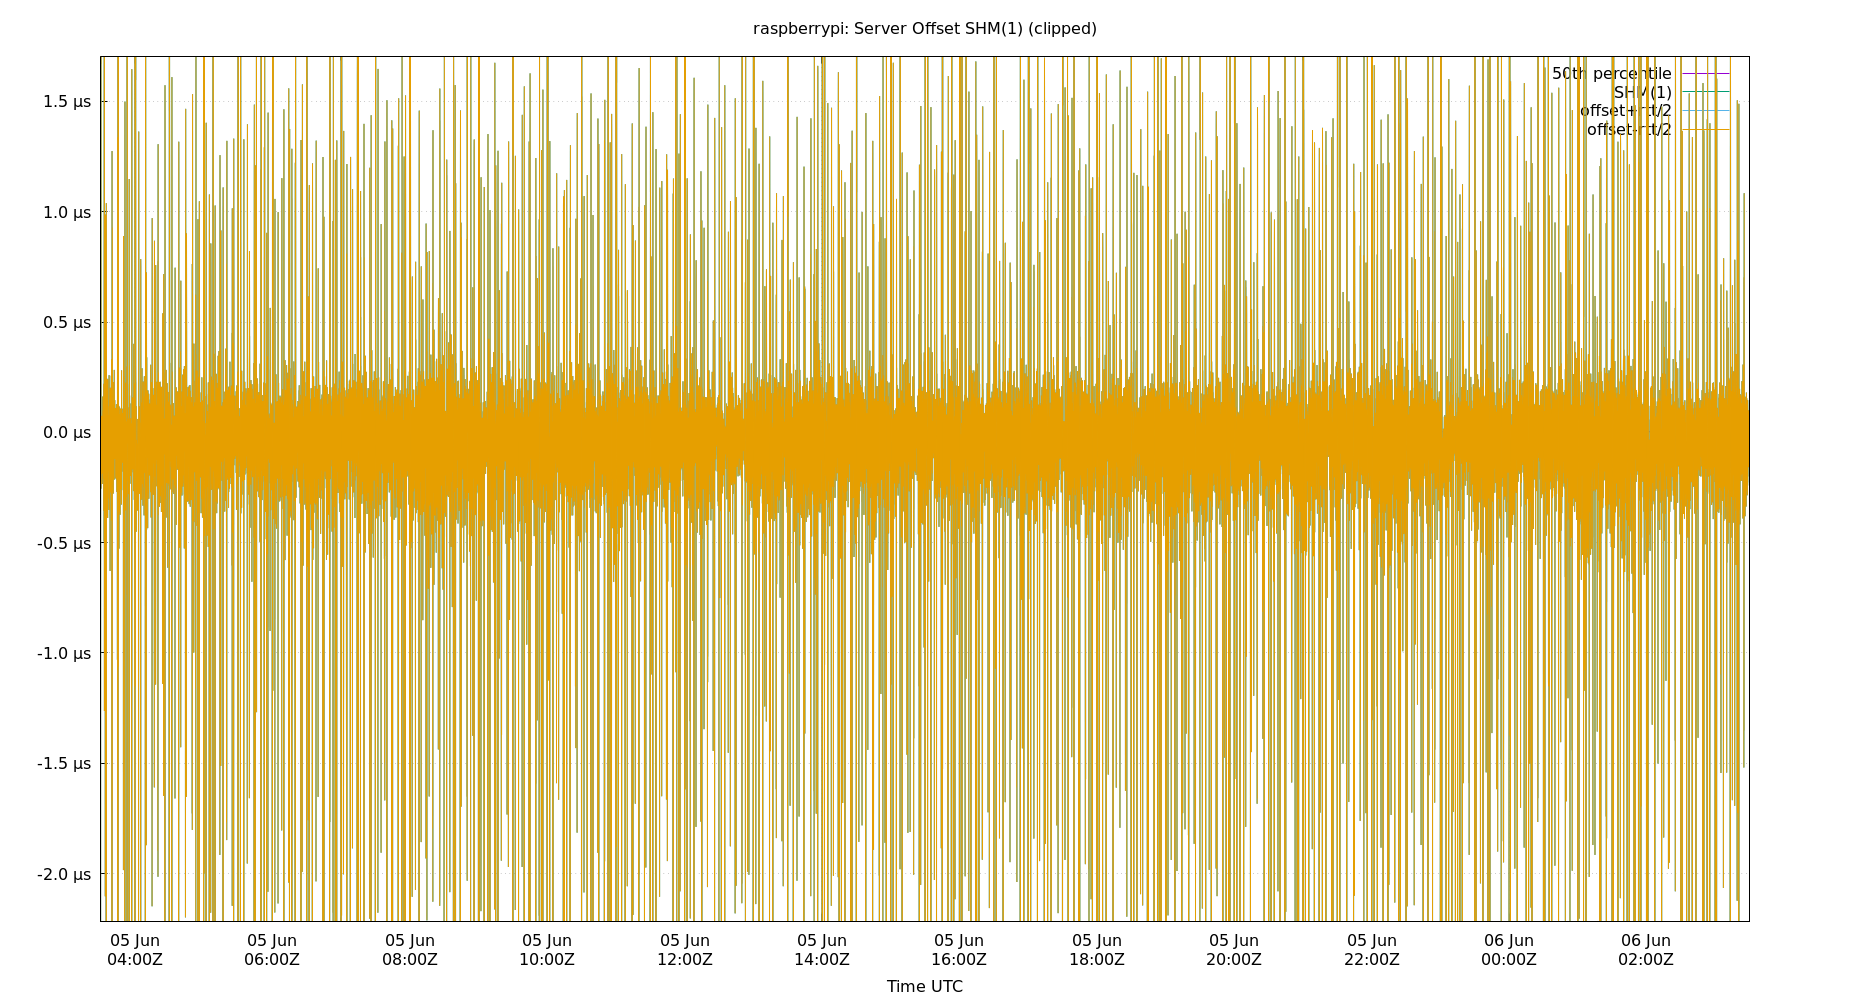 raspberrypi: Server Offset SHM(1) (clipped)
50th percentile
SHM(1)
offset+rtt/2
offset-rtt/2
1.5 µs
1.0 µs
0.5 µs
0.0 µs
-0.5 µs
-1.0 µs
-1.5 µs
-2.0 µs
05 Jun 05 Jun 05 Jun 05 Jun 05 Jun 05 Jun 05 Jun 05 Jun 05 Jun 05 Jun 06 Jun 06 Jun
04:00Z 06:00Z 08:00Z 10:00Z 12:00Z 14:00Z 16:00Z 18:00Z 20:00Z 22:00Z 00:00Z 02:00Z
Time UTC